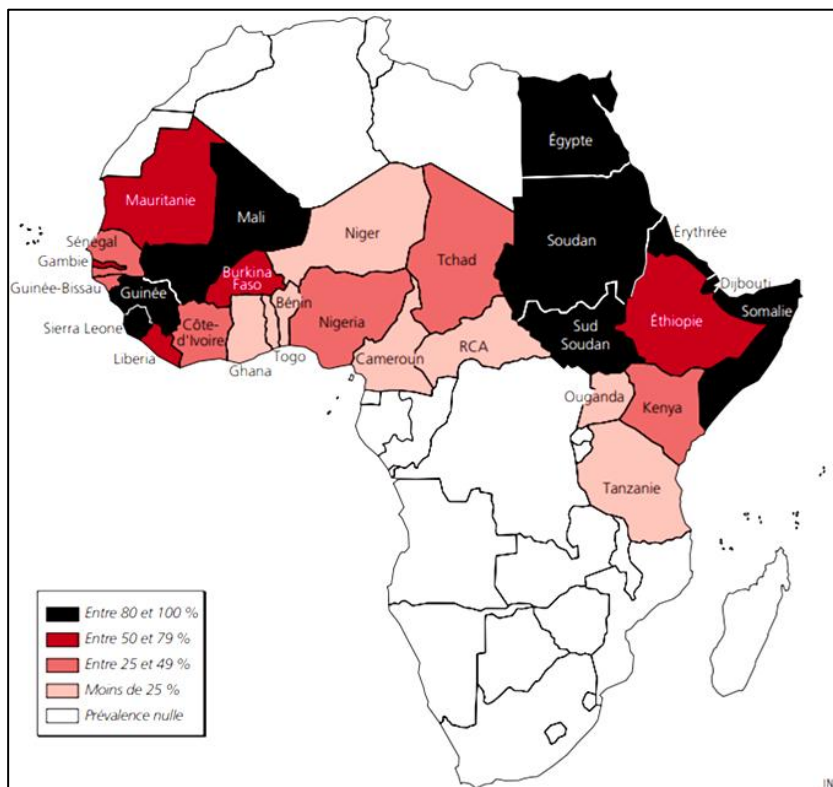 Égypte
Mauritanie
Mali
Niger
Soudan
Érythrée
Tchad
Sénégal
Gambie
Burkina
Faso
Djibouti
Guinée-Bissau
Guinée
Bénin
Somalie
Sierra Leone
Côte-
d'Ivoire
Nigeria
Sud
Soudan
Éthiopie
Liberia
Togo
Ghana
Cameroun
RCA
Ouganda
Kenya
Tanzanie
Entre 80 et 100 %
Entre 50 et 79 %
Entre 25 et 49 %
Moins de 25 %
Prévalence nulle
IN